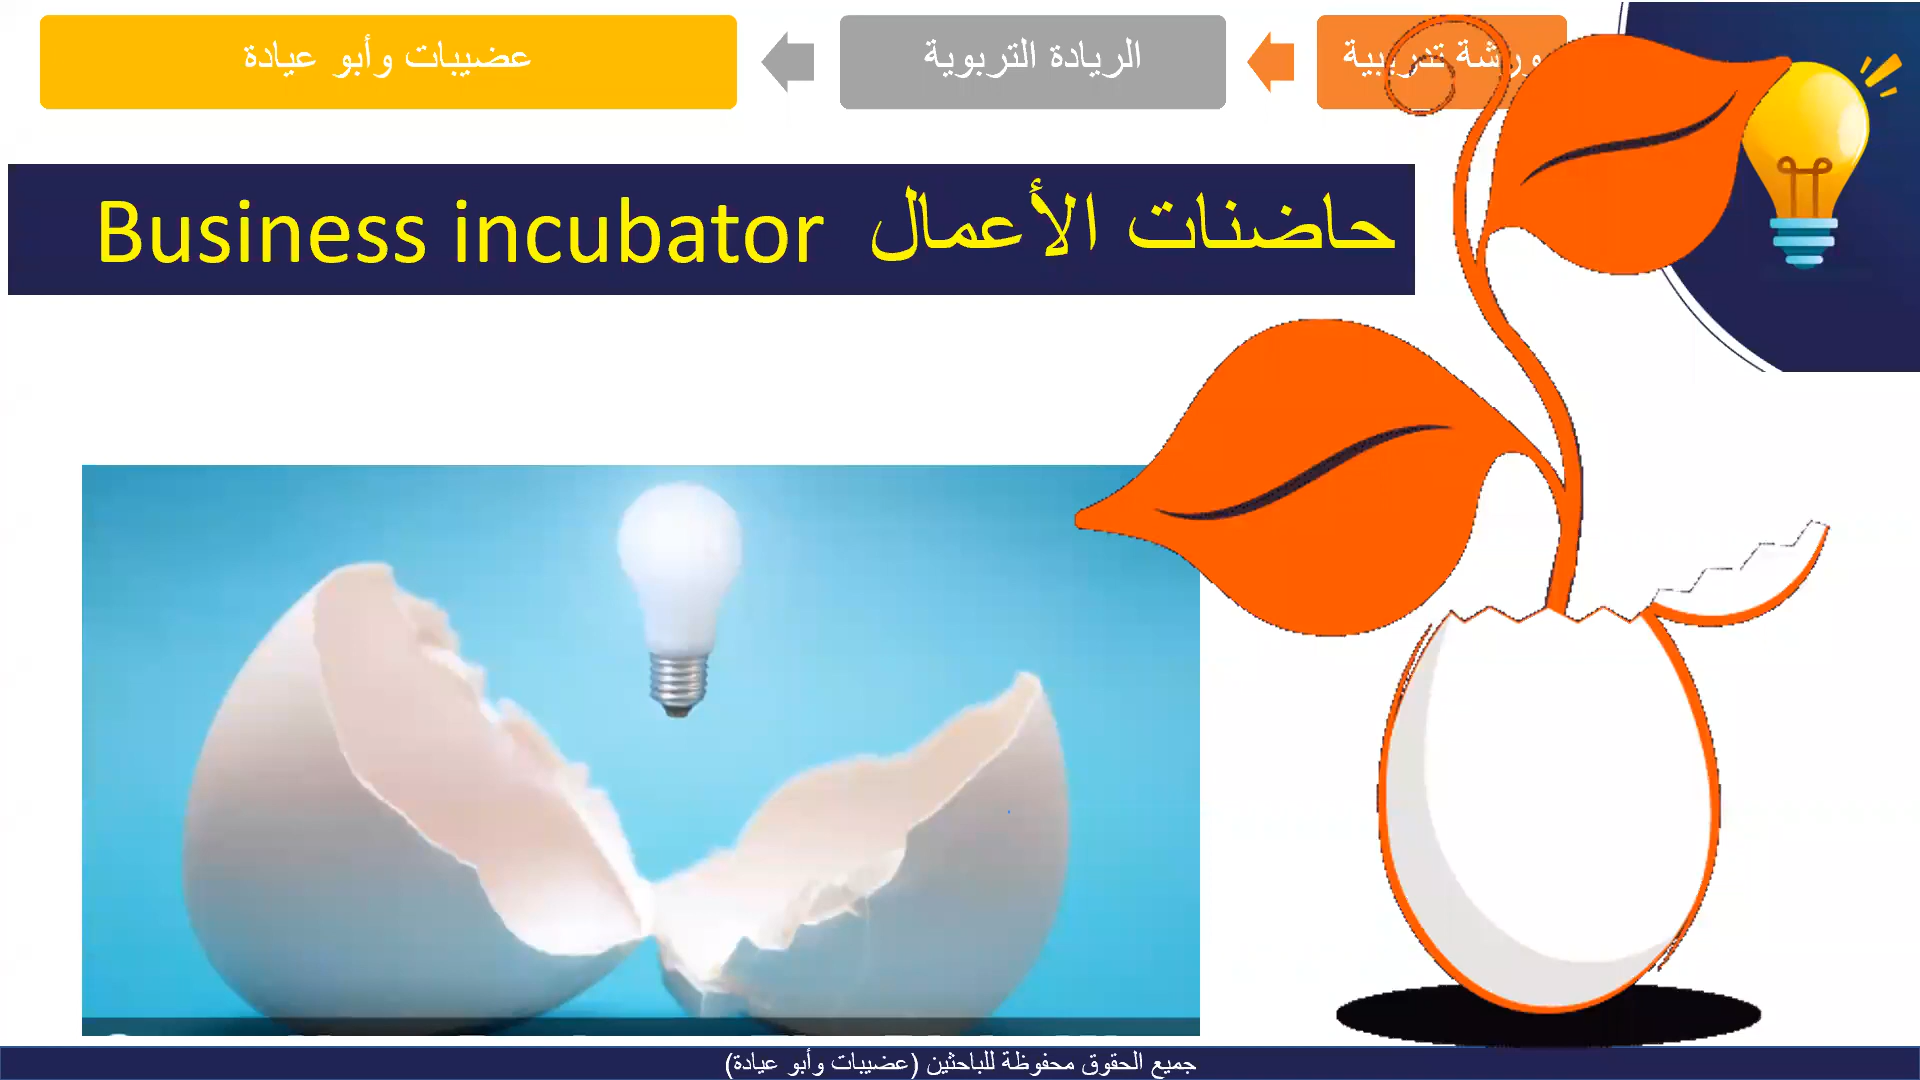 ورشة تدريبية
الريادة التربوية
عضيبات وأبو عيادة
حاضنات الأعمال Business incubator
جميع الحقوق محفوظة للباحثين (عضيبات وأبو عيادة)